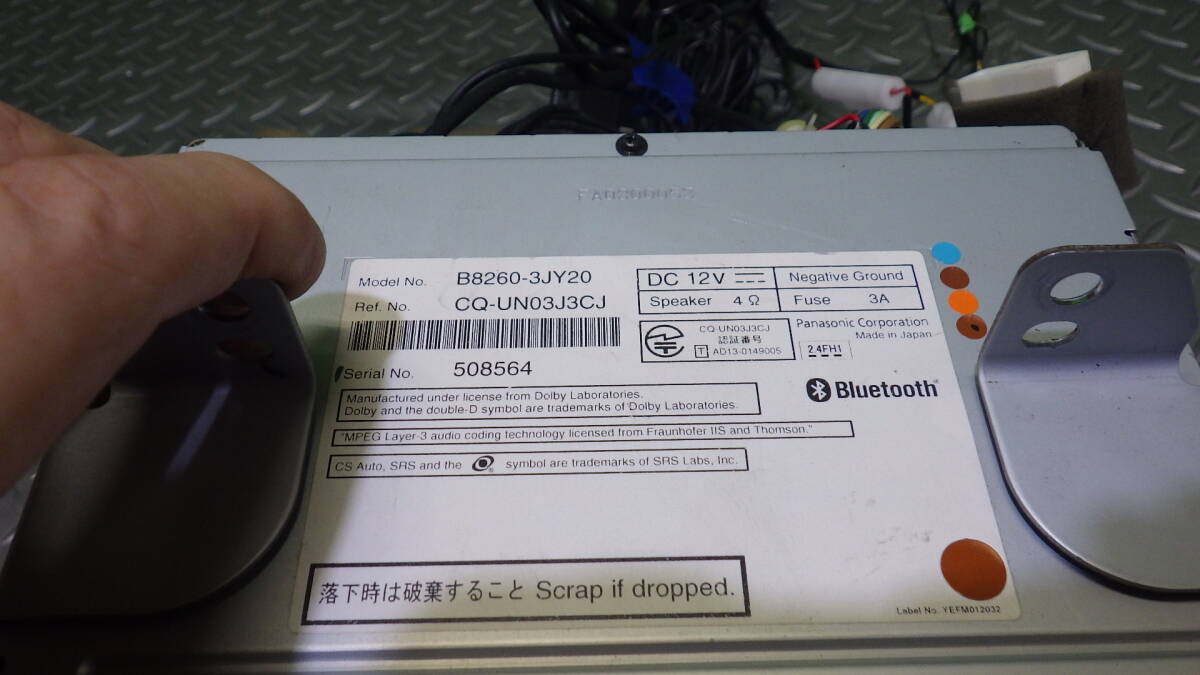 Model No. B8260-3JY20
Ref. No. CQ-UN03J3CJ
DC 12V
Negative Ground
Speaker 4 Ω
Fuse 3A
CQ-UN03J3CJ
認証番号
T AD13-0149005
Panasonic Corporation
Made in Japan
2.4FH1
Serial No. 508564
Bluetooth
Manufactured under license from Dolby Laboratories.
Dolby and the double-D symbol are trademarks of Dolby Laboratories.
"MPEG Layer-3 audio coding technology licensed from Fraunhofer IIS and Thomson."
CS Auto, SRS and the symbol are trademarks of SRS Labs, Inc.
落下時は破棄すること Scrap if dropped.
Label No. YEFM012032